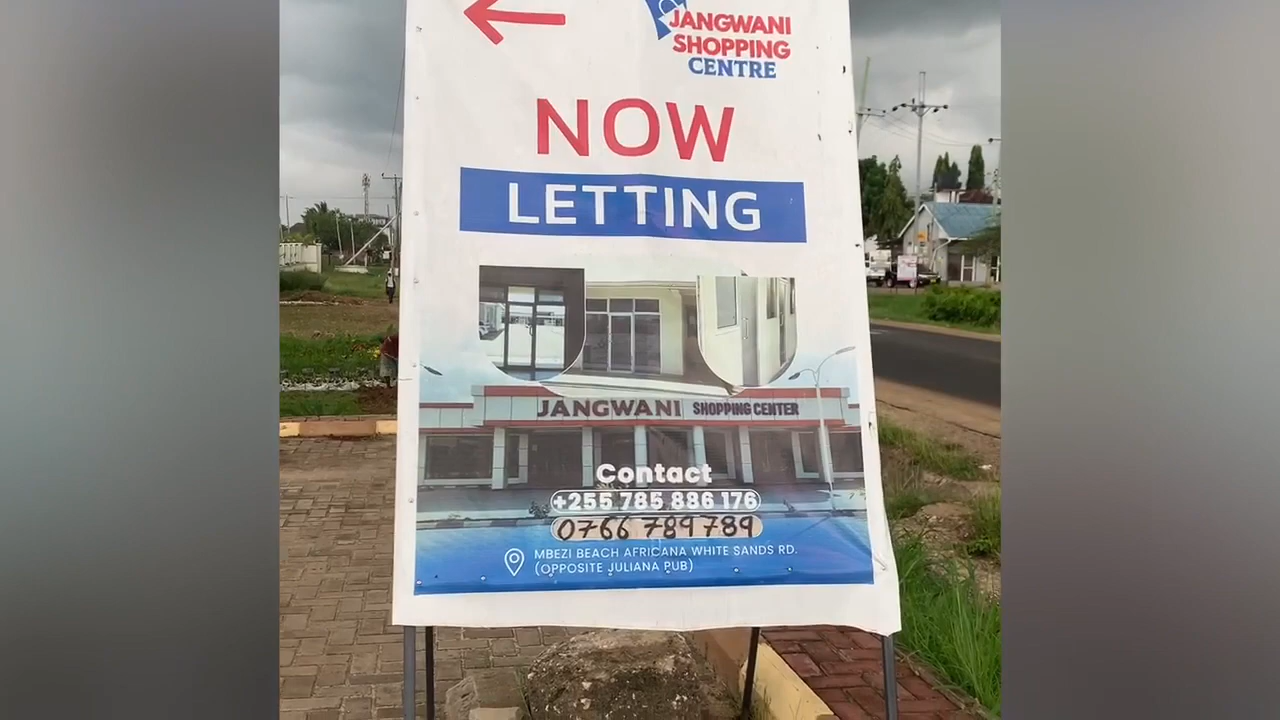 JANGWANI
SHOPPING
CENTRE
NOW
LETTING
JANGWANI SHOPPING CENTER
Contact
+255 785 886 176
0766 789789
MBEZI BEACH AFRICANA WHITE SANDS RD.
(OPPOSITE JULIANA PUB)